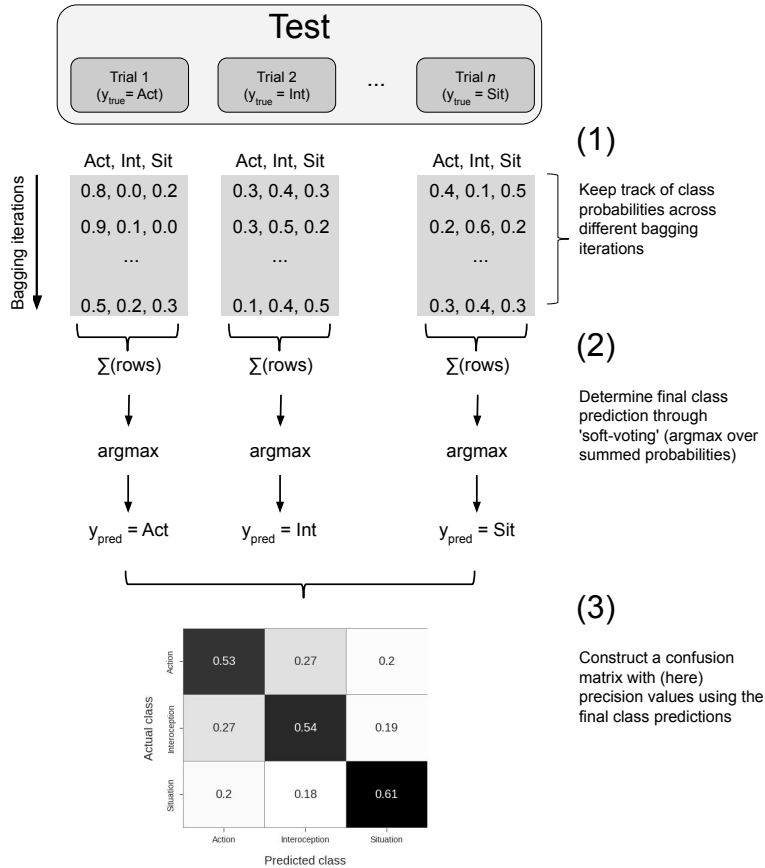 Test
Trial 1
(y_true = Act)
Trial 2
(y_true = Int)
...
Trial n
(y_true = Sit)
Act, Int, Sit
Act, Int, Sit
Act, Int, Sit
Bagging iterations
0.8, 0.0, 0.2
0.9, 0.1, 0.0
...
0.5, 0.2, 0.3
0.3, 0.4, 0.3
0.3, 0.5, 0.2
...
0.1, 0.4, 0.5
0.4, 0.1, 0.5
0.2, 0.6, 0.2
...
0.3, 0.4, 0.3
(1)
Keep track of class
probabilities across
different bagging
iterations
∑(rows)
∑(rows)
∑(rows)
argmax
argmax
argmax
y_pred = Act
y_pred = Int
y_pred = Sit
(2)
Determine final class
prediction through
'soft-voting' (argmax over
summed probabilities)
(3)
Construct a confusion
matrix with (here)
precision values using the
final class predictions
Actual class
Action
0.53 0.27 0.2
Interoception
0.27 0.54 0.19
Situation
0.2 0.18 0.61
Action Interoception Situation
Predicted class